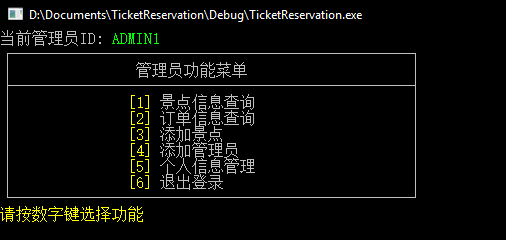 D:\Documents\TicketReservation\Debug\TicketReservation.exe
当前管理员ID: ADMIN1
管理员功能菜单
[1] 景点信息查询
[2] 订单信息查询
[3] 添加景点
[4] 添加管理员
[5] 个人信息管理
[6] 退出登录
请按数字键选择功能